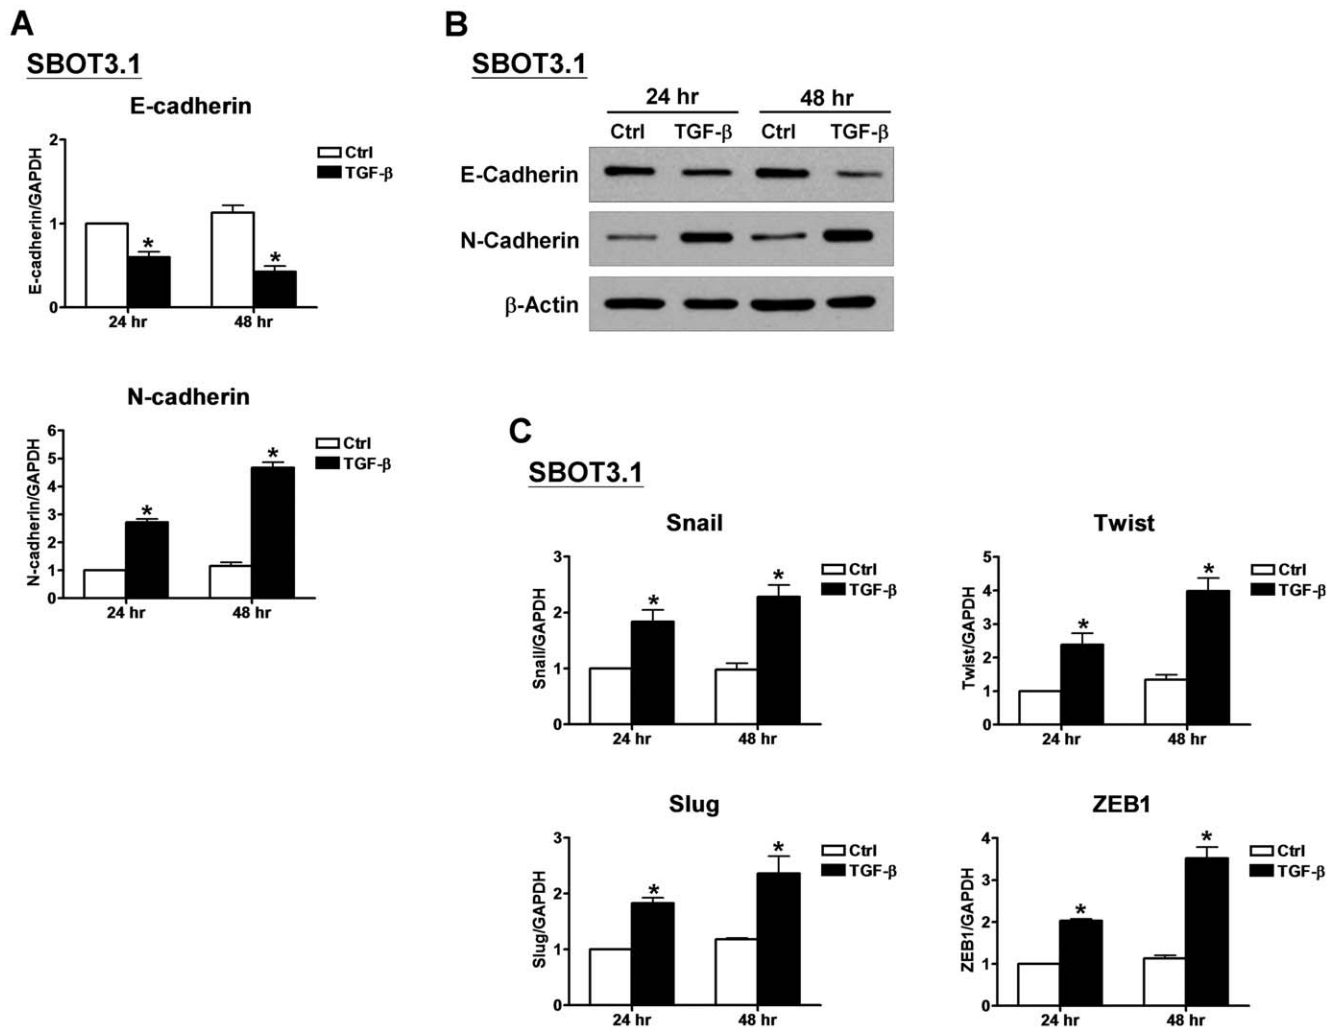 A
SBOT3.1
E-cadherin
E-cadherin/GAPDH
2
1
0
Ctrl
TGF-β
*
*
24 hr
48 hr
N-cadherin
N-cadherin/GAPDH
6
5
4
3
2
1
0
Ctrl
TGF-β
*
*
24 hr
48 hr
B
SBOT3.1
24 hr 48 hr
Ctrl TGF-β Ctrl TGF-β
E-Cadherin
N-Cadherin
β-Actin
C
SBOT3.1
Snail
Snail/GAPDH
3
2
1
0
Ctrl
TGF-β
*
*
24 hr
48 hr
Twist
Twist/GAPDH
5
4
3
2
1
0
Ctrl
TGF-β
*
*
24 hr
48 hr
Slug
Slug/GAPDH
3
2
1
0
Ctrl
TGF-β
*
*
24 hr
48 hr
ZEB1
ZEB1/GAPDH
4
3
2
1
0
Ctrl
TGF-β
*
*
24 hr
48 hr